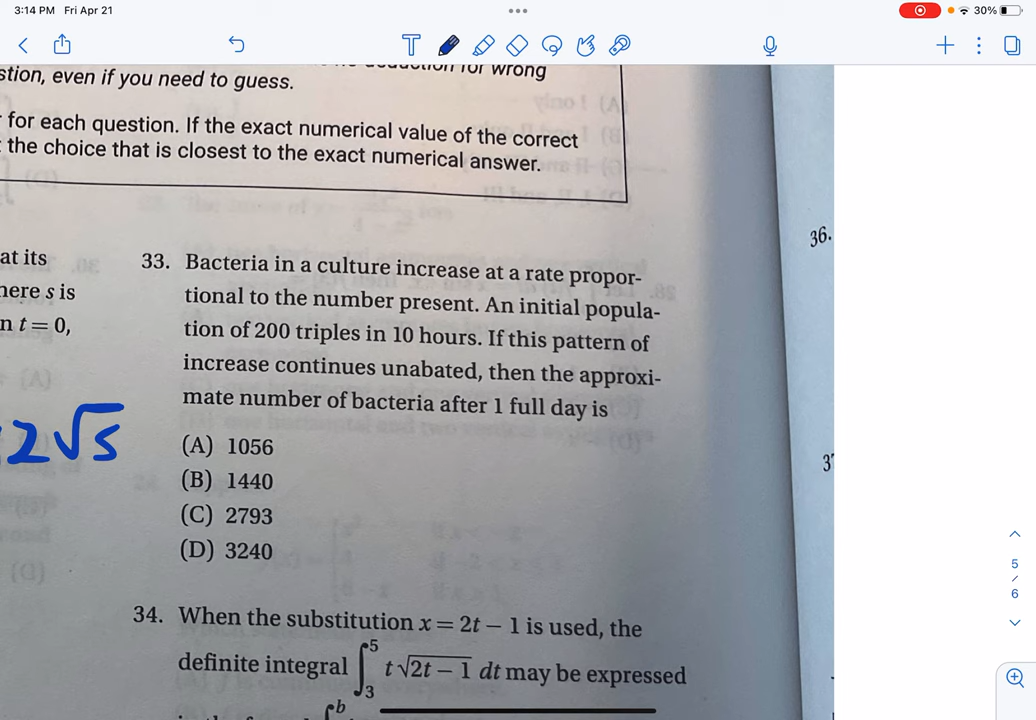 3:14 PM Fri Apr 21
30%
for wrong
stion, even if you need to guess.
for each question. If the exact numerical value of the correct
the choice that is closest to the exact numerical answer.
36.
at its
here s is
n t = 0,
2√5
33. Bacteria in a culture increase at a rate propor-
tional to the number present. An initial popula-
tion of 200 triples in 10 hours. If this pattern of
increase continues unabated, then the approxi-
mate number of bacteria after 1 full day is
(A) 1056
(B) 1440
(C) 2793
(D) 3240
37
5
/
6
34. When the substitution x = 2t − 1 is used, the
definite integral ∫₃⁵ t√(2t − 1) dt may be expressed
b